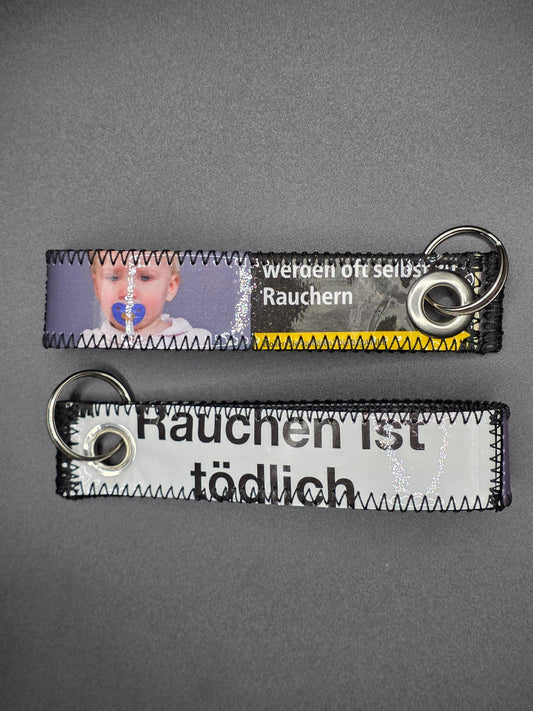 werden oft selbst zu
Rauchern
Rauchen ist
tödlich